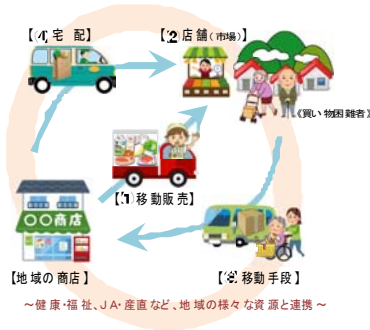 【④宅 配】
【②店舗(市場)】
《買い物困難者》
【①移動販売】
〇〇商店
【地域の商店】
【③移動手段】
～健康・福祉、JA・産直など、地域の様々な資源と連携～